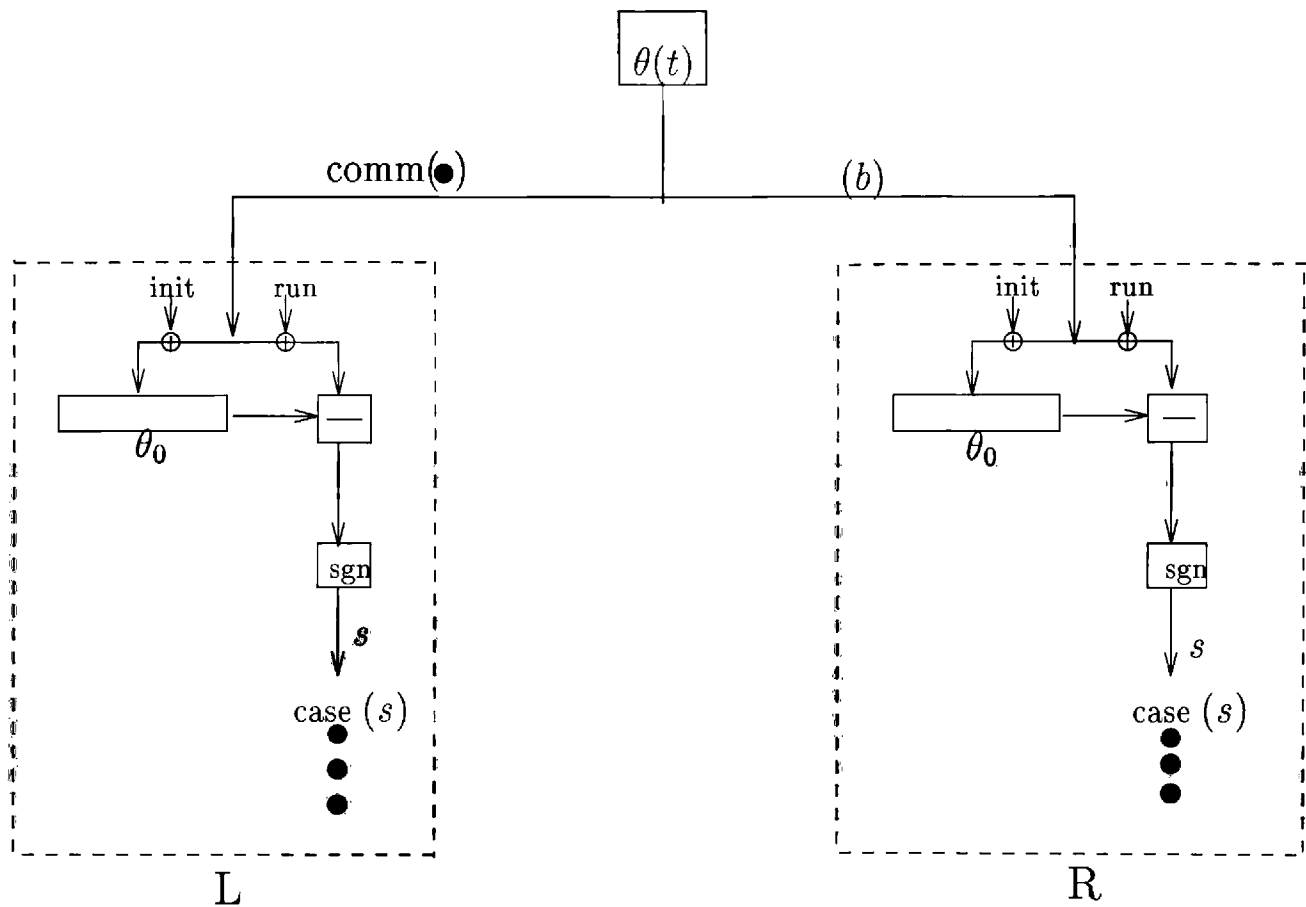 θ(t)
comm(●)
(b)
init run
init run
—
—
θ₀
θ₀
sgn
sgn
s
s
case (s)
case (s)
L
R